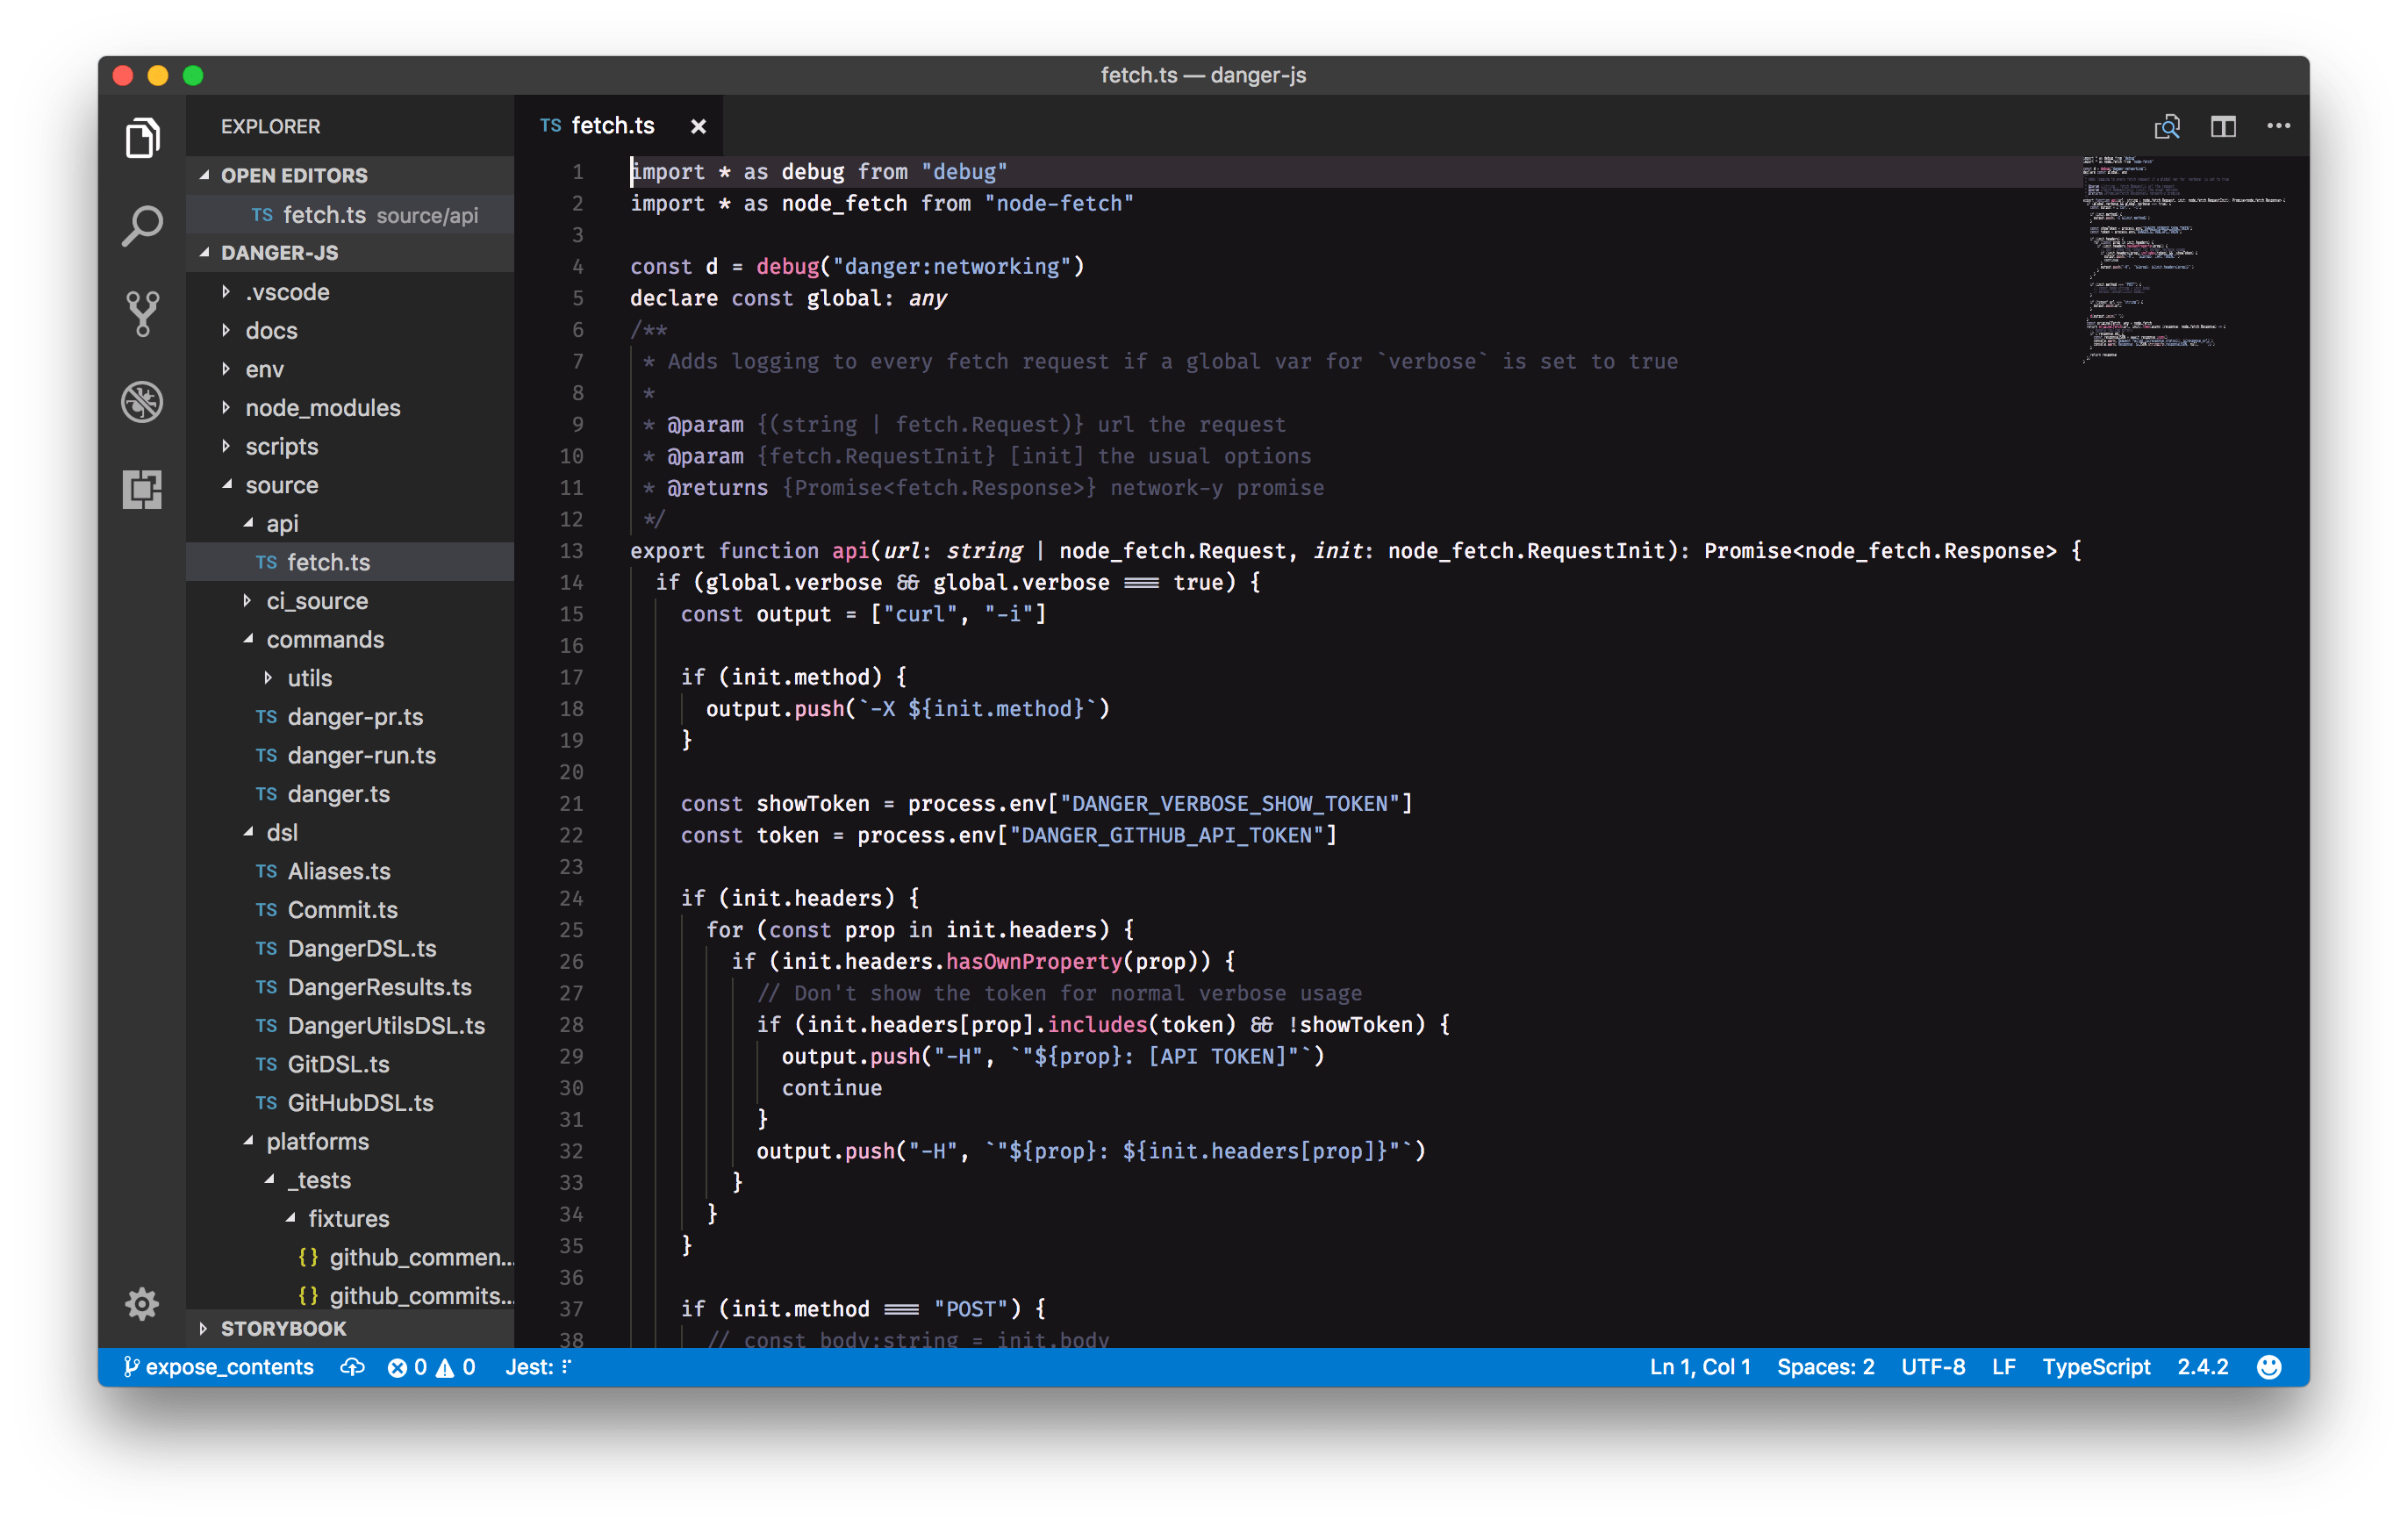 fetch.ts — danger-js
EXPLORER
OPEN EDITORS
TS fetch.ts source/api
DANGER-JS
.vscode
docs
env
node_modules
scripts
source
api
TS fetch.ts
ci_source
commands
utils
TS danger-pr.ts
TS danger-run.ts
TS danger.ts
dsl
TS Aliases.ts
TS Commit.ts
TS DangerDSL.ts
TS DangerResults.ts
TS DangerUtilsDSL.ts
TS GitDSL.ts
TS GitHubDSL.ts
platforms
_tests
fixtures
{} github_commen...
{} github_commits...
STORYBOOK
TS fetch.ts ×
1 import * as debug from "debug"
2 import * as node_fetch from "node-fetch"
3
4 const d = debug("danger:networking")
5 declare const global: any
6 /**
7 * Adds logging to every fetch request if a global var for `verbose` is set to true
8 *
9 * @param {(string | fetch.Request)} url the request
10 * @param {fetch.RequestInit} [init] the usual options
11 * @returns {Promise<fetch.Response>} network-y promise
12 */
13 export function api(url: string | node_fetch.Request, init: node_fetch.RequestInit): Promise<node_fetch.Response> {
14 if (global.verbose && global.verbose === true) {
15 const output = ["curl", "-i"]
16
17 if (init.method) {
18 output.push(`-X ${init.method}`)
19 }
20
21 const showToken = process.env["DANGER_VERBOSE_SHOW_TOKEN"]
22 const token = process.env["DANGER_GITHUB_API_TOKEN"]
23
24 if (init.headers) {
25 for (const prop in init.headers) {
26 if (init.headers.hasOwnProperty(prop)) {
27 // Don't show the token for normal verbose usage
28 if (init.headers[prop].includes(token) && !showToken) {
29 output.push("-H", `"${prop}: [API TOKEN]"`)
30 continue
31 }
32 output.push("-H", `"${prop}: ${init.headers[prop]}"`)
33 }
34 }
35 }
36
37 if (init.method === "POST") {
38 // const body:string = init.body
expose_contents 0 0 Jest: Ln 1, Col 1 Spaces: 2 UTF-8 LF TypeScript 2.4.2